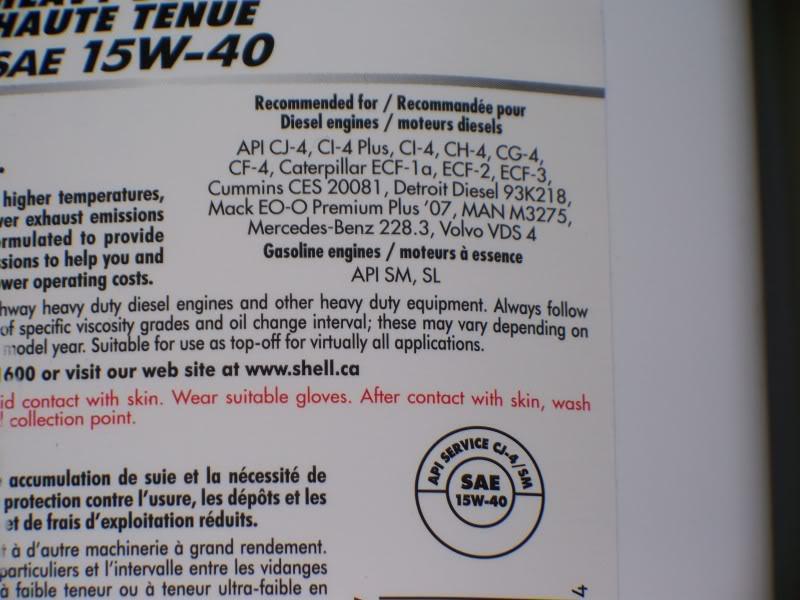 HAUTE TENUE
SAE 15W-40
Recommended for / Recommandée pour
Diesel engines / moteurs diesels
API CJ-4, CI-4 Plus, CI-4, CH-4, CG-4,
CF-4, Caterpillar ECF-1a, ECF-2, ECF-3,
Cummins CES 20081, Detroit Diesel 93K218,
Mack EO-O Premium Plus '07, MAN M3275,
Mercedes-Benz 228.3, Volvo VDS 4
Gasoline engines / moteurs à essence
API SM, SL
higher temperatures,
ver exhaust emissions
rmulated to provide
sions to help you and
wer operating costs.
hway heavy duty diesel engines and other heavy duty equipment. Always follow
of specific viscosity grades and oil change interval; these may vary depending on
model year. Suitable for use as top-off for virtually all applications.
1600 or visit our web site at www.shell.ca
id contact with skin. Wear suitable gloves. After contact with skin, wash
collection point.
accumulation de suie et la nécessité de
protection contre l'usure, les dépôts et les
et de frais d'exploitation réduits.
t à d'autre machinerie à grand rendement.
particuliers et l'intervalle entre les vidanges
à faible teneur ou à teneur ultra-faible en
API SERVICE CJ-4/SM
SAE
15W-40
4